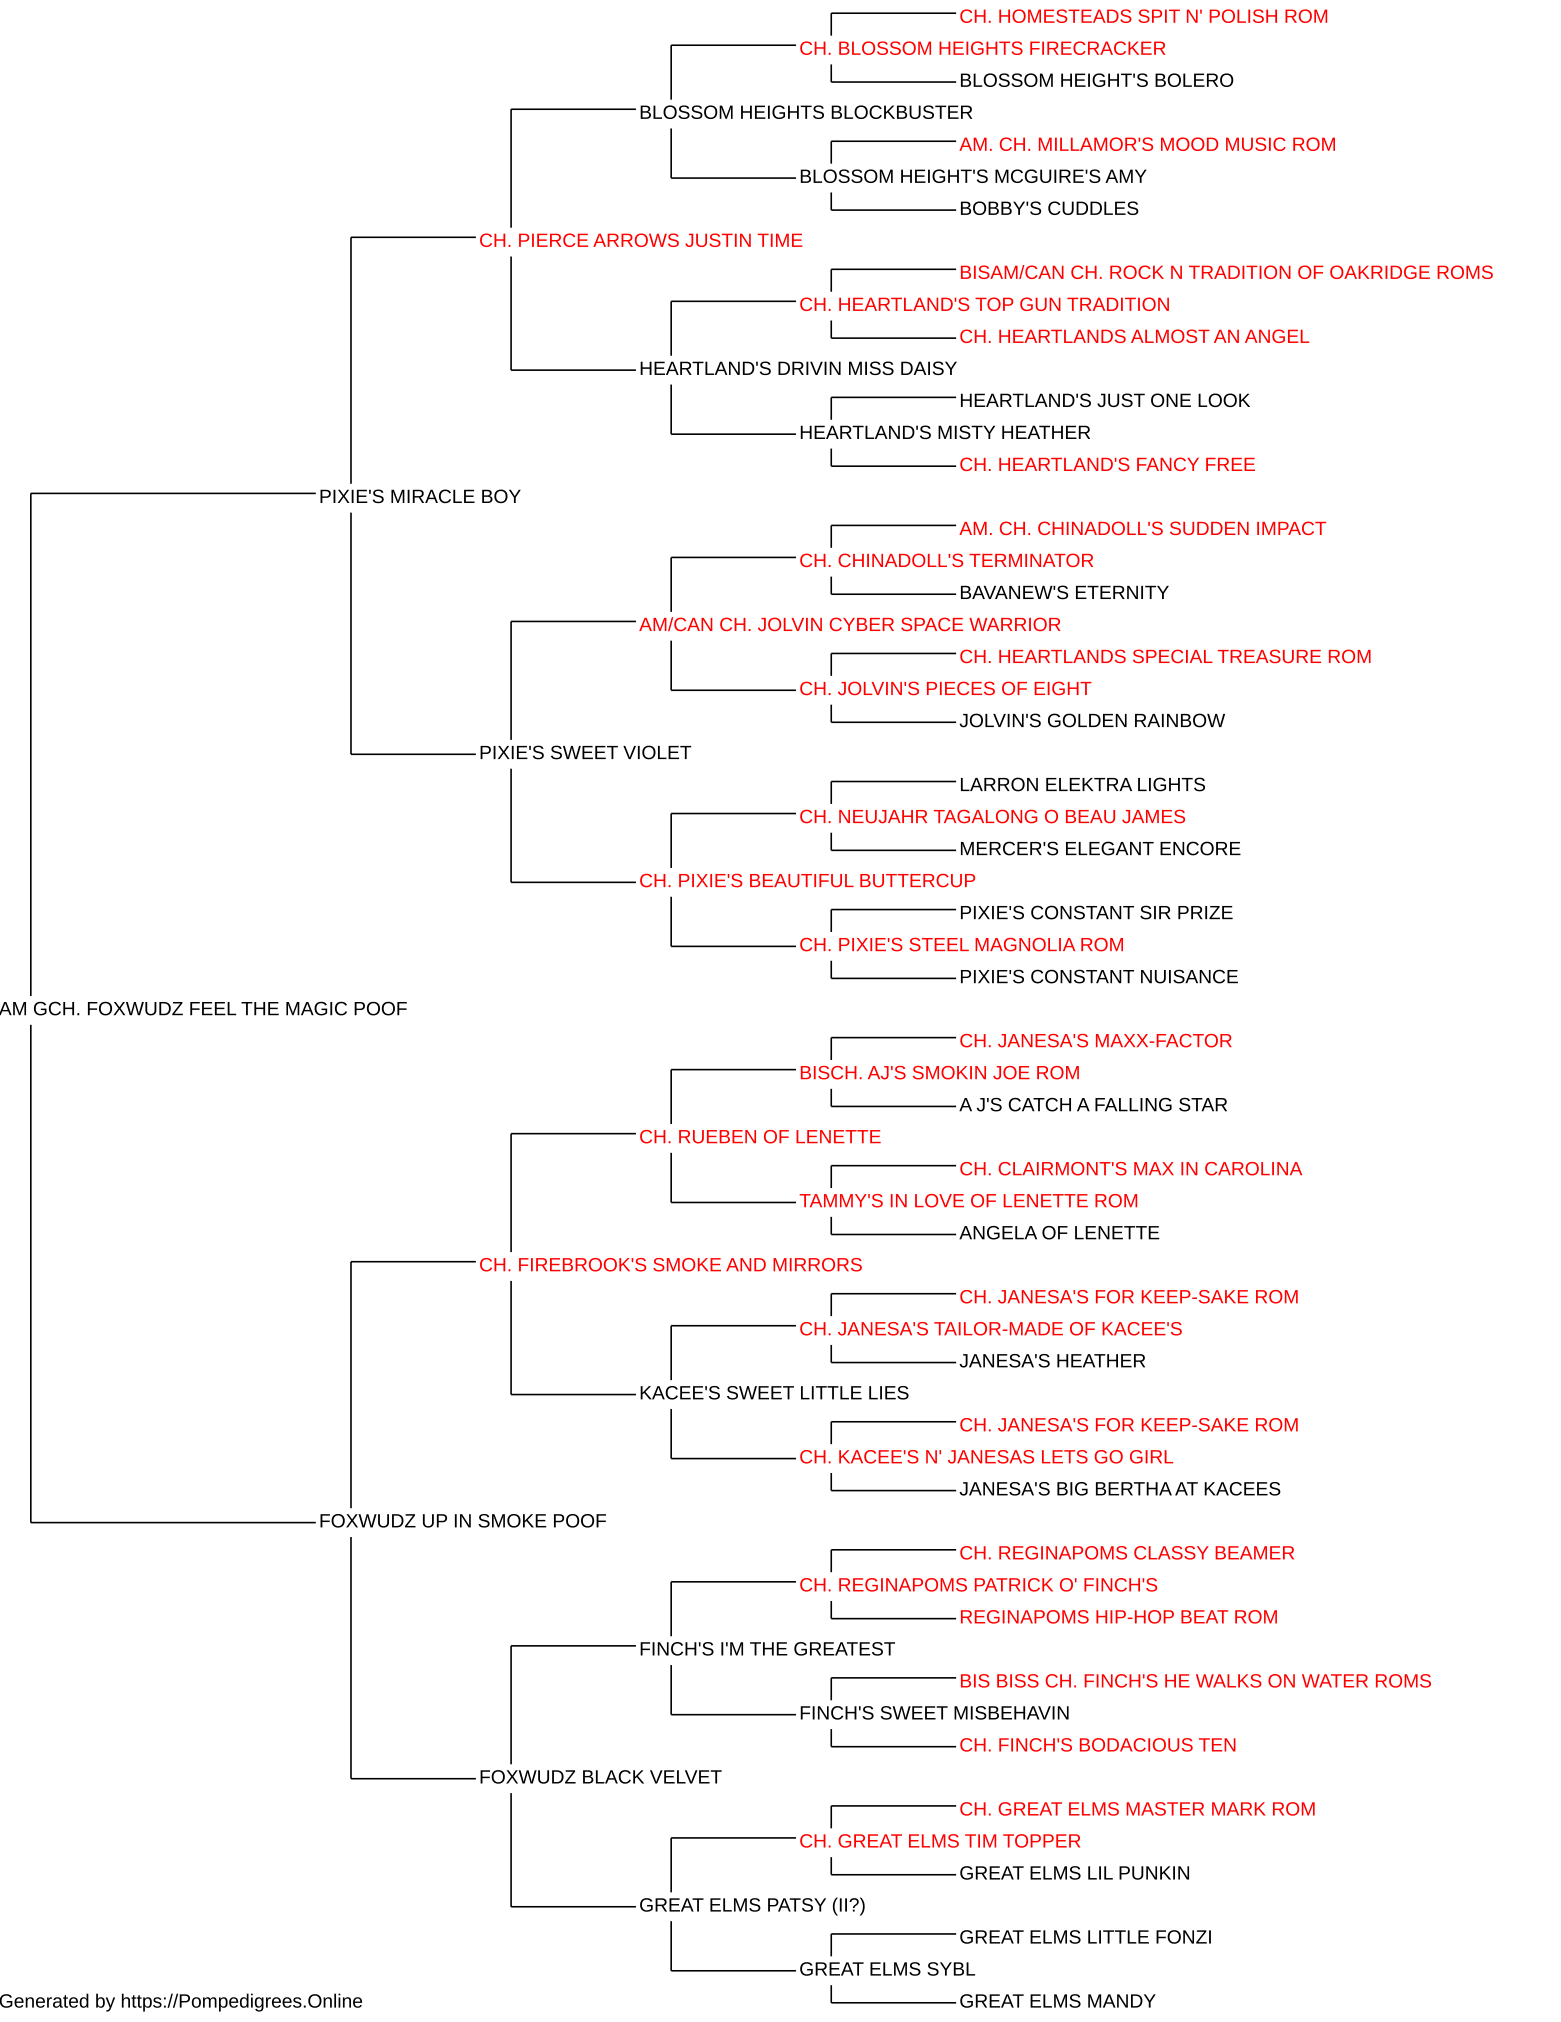 CH. HOMESTEADS SPIT N' POLISH ROM
CH. BLOSSOM HEIGHTS FIRECRACKER
BLOSSOM HEIGHT'S BOLERO
BLOSSOM HEIGHTS BLOCKBUSTER
AM. CH. MILLAMOR'S MOOD MUSIC ROM
BLOSSOM HEIGHT'S MCGUIRE'S AMY
BOBBY'S CUDDLES
CH. PIERCE ARROWS JUSTIN TIME
BISAM/CAN CH. ROCK N TRADITION OF OAKRIDGE ROMS
CH. HEARTLAND'S TOP GUN TRADITION
CH. HEARTLANDS ALMOST AN ANGEL
HEARTLAND'S DRIVIN MISS DAISY
HEARTLAND'S JUST ONE LOOK
HEARTLAND'S MISTY HEATHER
CH. HEARTLAND'S FANCY FREE
PIXIE'S MIRACLE BOY
AM. CH. CHINADOLL'S SUDDEN IMPACT
CH. CHINADOLL'S TERMINATOR
BAVANEW'S ETERNITY
AM/CAN CH. JOLVIN CYBER SPACE WARRIOR
CH. HEARTLANDS SPECIAL TREASURE ROM
CH. JOLVIN'S PIECES OF EIGHT
JOLVIN'S GOLDEN RAINBOW
PIXIE'S SWEET VIOLET
LARRON ELEKTRA LIGHTS
CH. NEUJAHR TAGALONG O BEAU JAMES
MERCER'S ELEGANT ENCORE
CH. PIXIE'S BEAUTIFUL BUTTERCUP
PIXIE'S CONSTANT SIR PRIZE
CH. PIXIE'S STEEL MAGNOLIA ROM
PIXIE'S CONSTANT NUISANCE
AM GCH. FOXWUDZ FEEL THE MAGIC POOF
CH. JANESA'S MAXX-FACTOR
BISCH. AJ'S SMOKIN JOE ROM
A J'S CATCH A FALLING STAR
CH. RUEBEN OF LENETTE
CH. CLAIRMONT'S MAX IN CAROLINA
TAMMY'S IN LOVE OF LENETTE ROM
ANGELA OF LENETTE
CH. FIREBROOK'S SMOKE AND MIRRORS
CH. JANESA'S FOR KEEP-SAKE ROM
CH. JANESA'S TAILOR-MADE OF KACEE'S
JANESA'S HEATHER
KACEE'S SWEET LITTLE LIES
CH. JANESA'S FOR KEEP-SAKE ROM
CH. KACEE'S N' JANESAS LETS GO GIRL
JANESA'S BIG BERTHA AT KACEES
FOXWUDZ UP IN SMOKE POOF
CH. REGINAPOMS CLASSY BEAMER
CH. REGINAPOMS PATRICK O' FINCH'S
REGINAPOMS HIP-HOP BEAT ROM
FINCH'S I'M THE GREATEST
BIS BISS CH. FINCH'S HE WALKS ON WATER ROMS
FINCH'S SWEET MISBEHAVIN
CH. FINCH'S BODACIOUS TEN
FOXWUDZ BLACK VELVET
CH. GREAT ELMS MASTER MARK ROM
CH. GREAT ELMS TIM TOPPER
GREAT ELMS LIL PUNKIN
GREAT ELMS PATSY (II?)
GREAT ELMS LITTLE FONZI
GREAT ELMS SYBL
GREAT ELMS MANDY
Generated by https://Pompedigrees.Online